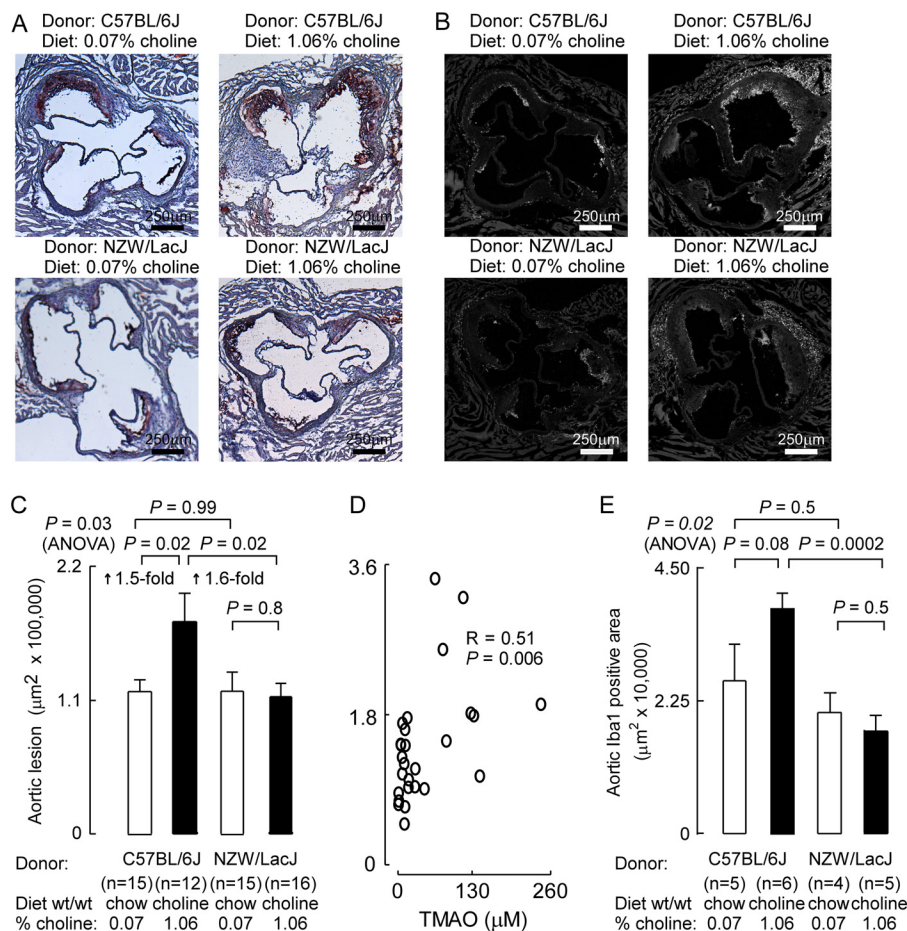 A
Donor: C57BL/6J
Diet: 0.07% choline
Donor: C57BL/6J
Diet: 1.06% choline
250μm
250μm
Donor: NZW/LacJ
Diet: 0.07% choline
Donor: NZW/LacJ
Diet: 1.06% choline
250μm
250μm
B
Donor: C57BL/6J
Diet: 0.07% choline
Donor: C57BL/6J
Diet: 1.06% choline
250μm
250μm
Donor: NZW/LacJ
Diet: 0.07% choline
Donor: NZW/LacJ
Diet: 1.06% choline
250μm
250μm
C
P = 0.03
(ANOVA)
P = 0.99
P = 0.02
P = 0.02
↑1.5-fold
↑1.6-fold
P = 0.8
2.2
1.1
0
Aortic lesion (μm² x 100,000)
Donor:
C57BL/6J
NZW/LacJ
(n=15) (n=12) (n=15) (n=16)
Diet wt/wt chow choline chow choline
% choline: 0.07 1.06 0.07 1.06
D
3.6
1.8
0
R = 0.51
P = 0.006
0 130 260
TMAO (μM)
E
P = 0.02
(ANOVA)
P = 0.5
P = 0.08
P = 0.0002
P = 0.5
4.50
2.25
0
Aortic Iba1 positive area
(μm² x 10,000)
Donor:
C57BL/6J
NZW/LacJ
(n=5) (n=6) (n=4) (n=5)
Diet wt/wt chow choline chow choline
% choline: 0.07 1.06 0.07 1.06